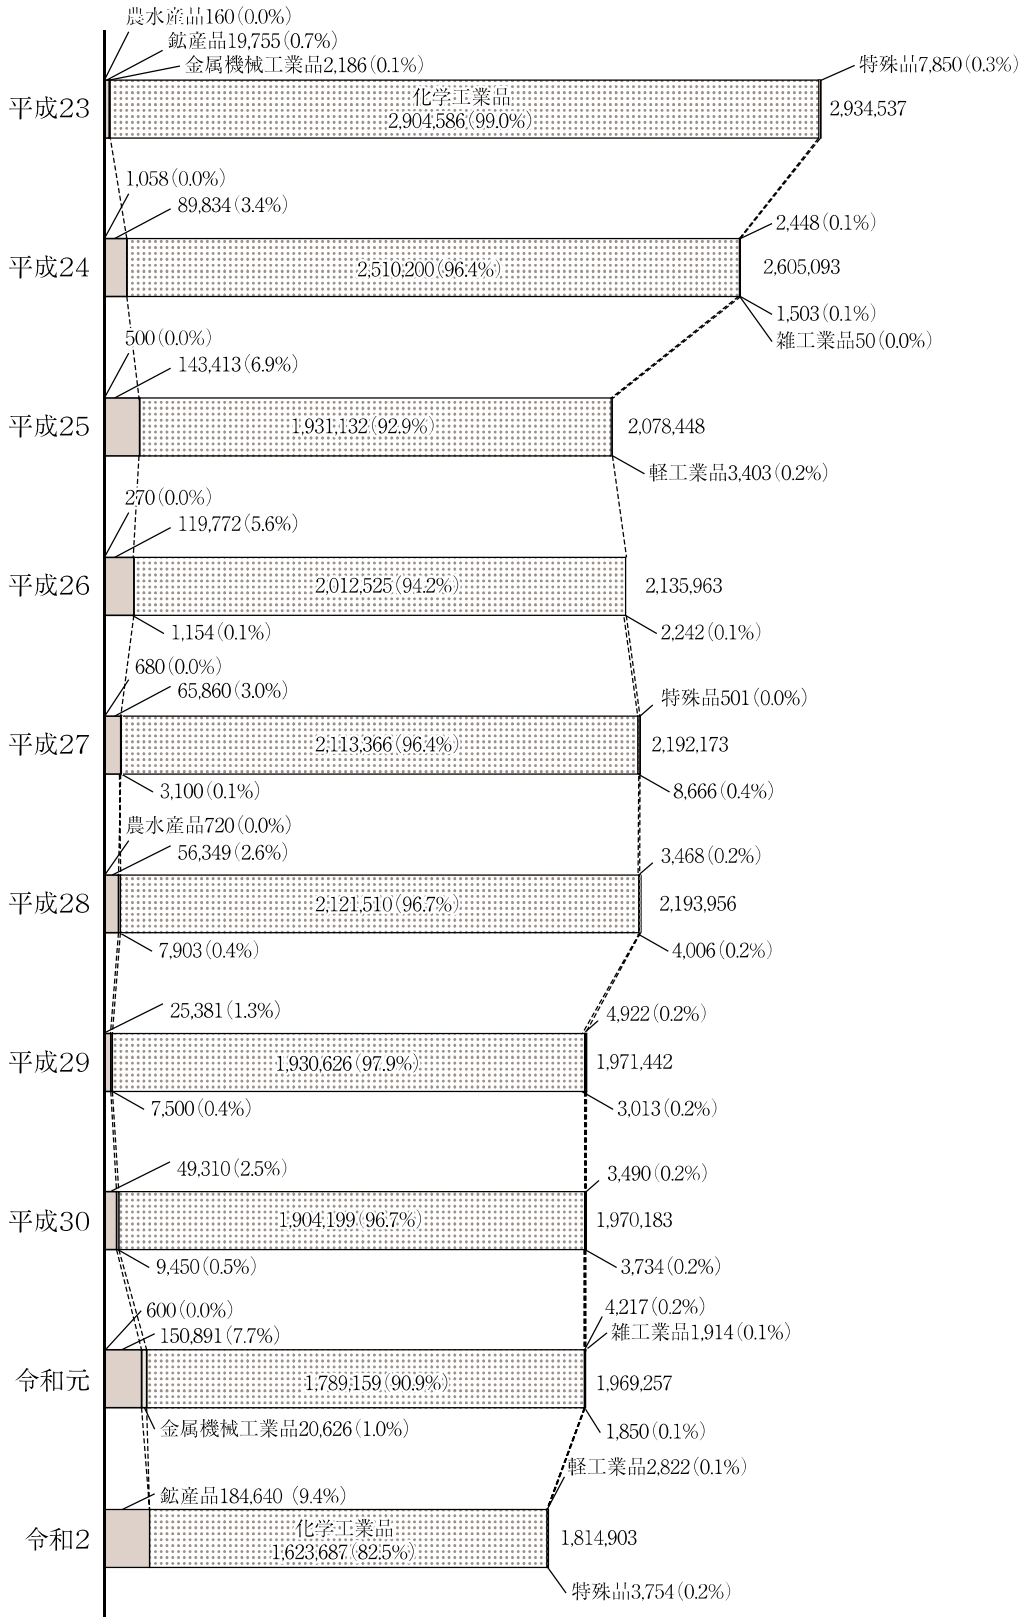 農水産品160(0.0%)
鉱産品19,755(0.7%)
金属機械工業品2,186(0.1%)
特殊品7,850(0.3%)
平成23
化学工業品
2,904,586(99.0%)
2,934,537
1,058(0.0%)
89,834(3.4%)
2,448(0.1%)
平成24
2,510,200(96.4%)
2,605,093
1,503(0.1%)
雑工業品50(0.0%)
500(0.0%)
143,413(6.9%)
平成25
1,931,132(92.9%)
2,078,448
軽工業品3,403(0.2%)
270(0.0%)
119,772(5.6%)
平成26
2,012,525(94.2%)
2,135,963
1,154(0.1%)
2,242(0.1%)
680(0.0%)
65,860(3.0%)
特殊品501(0.0%)
平成27
2,113,366(96.4%)
2,192,173
3,100(0.1%)
8,666(0.4%)
農水産品720(0.0%)
56,349(2.6%)
3,468(0.2%)
平成28
2,121,510(96.7%)
2,193,956
7,903(0.4%)
4,006(0.2%)
25,381(1.3%)
4,922(0.2%)
平成29
1,930,626(97.9%)
1,971,442
7,500(0.4%)
3,013(0.2%)
49,310(2.5%)
3,490(0.2%)
平成30
1,904,199(96.7%)
1,970,183
9,450(0.5%)
3,734(0.2%)
600(0.0%)
150,891(7.7%)
4,217(0.2%)
雑工業品1,914(0.1%)
令和元
1,789,159(90.9%)
1,969,257
金属機械工業品20,626(1.0%)
1,850(0.1%)
軽工業品2,822(0.1%)
鉱産品184,640 (9.4%)
令和2
化学工業品
1,623,687(82.5%)
1,814,903
特殊品3,754(0.2%)